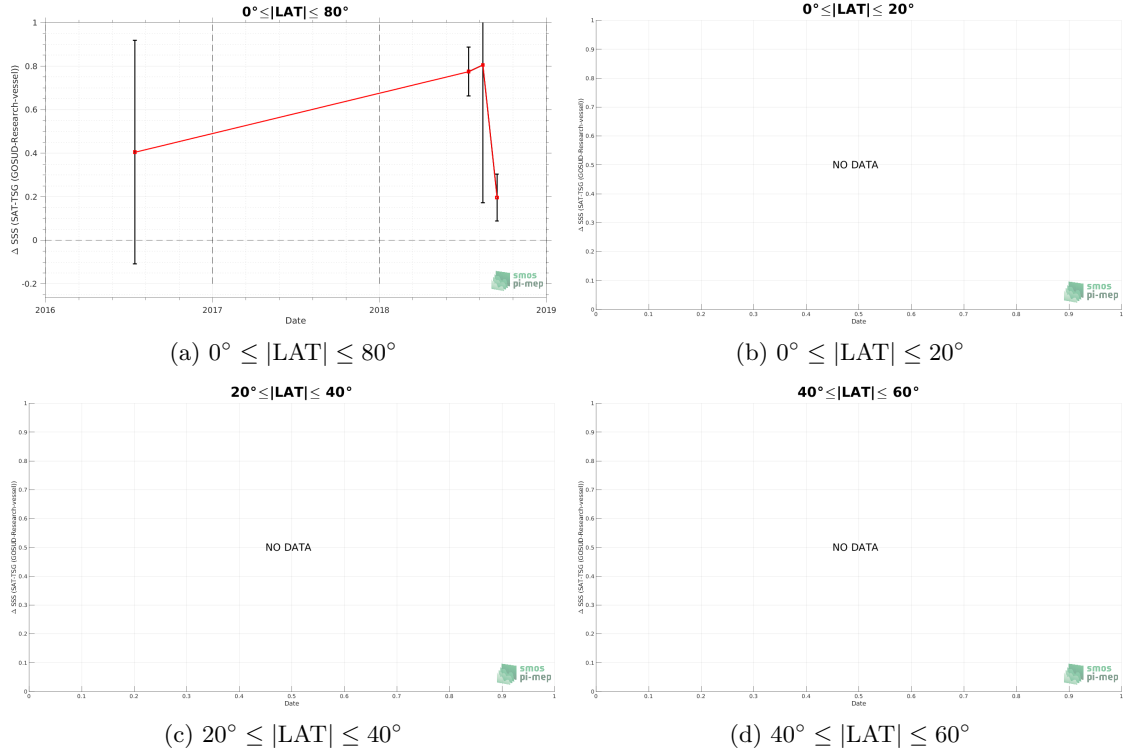 0°≤|LAT|≤ 80°
Δ SSS (SAT-TSG (GOSUD-Research-vessel))
1
0.8
0.6
0.4
0.2
0
-0.2
2016 2017 2018 2019
Date
smos
pi-mep
(a) 0° ≤ |LAT| ≤ 80°
0°≤|LAT|≤ 20°
Δ SSS (SAT-TSG (GOSUD-Research-vessel))
1
0.9
0.8
0.7
0.6
0.5
0.4
0.3
0.2
0.1
0
NO DATA
0 0.1 0.2 0.3 0.4 0.5 0.6 0.7 0.8 0.9 1
Date
smos
pi-mep
(b) 0° ≤ |LAT| ≤ 20°
20°≤|LAT|≤ 40°
Δ SSS (SAT-TSG (GOSUD-Research-vessel))
1
0.9
0.8
0.7
0.6
0.5
0.4
0.3
0.2
0.1
0
NO DATA
0 0.1 0.2 0.3 0.4 0.5 0.6 0.7 0.8 0.9 1
Date
smos
pi-mep
(c) 20° ≤ |LAT| ≤ 40°
40°≤|LAT|≤ 60°
Δ SSS (SAT-TSG (GOSUD-Research-vessel))
1
0.9
0.8
0.7
0.6
0.5
0.4
0.3
0.2
0.1
0
NO DATA
0 0.1 0.2 0.3 0.4 0.5 0.6 0.7 0.8 0.9 1
Date
smos
pi-mep
(d) 40° ≤ |LAT| ≤ 60°